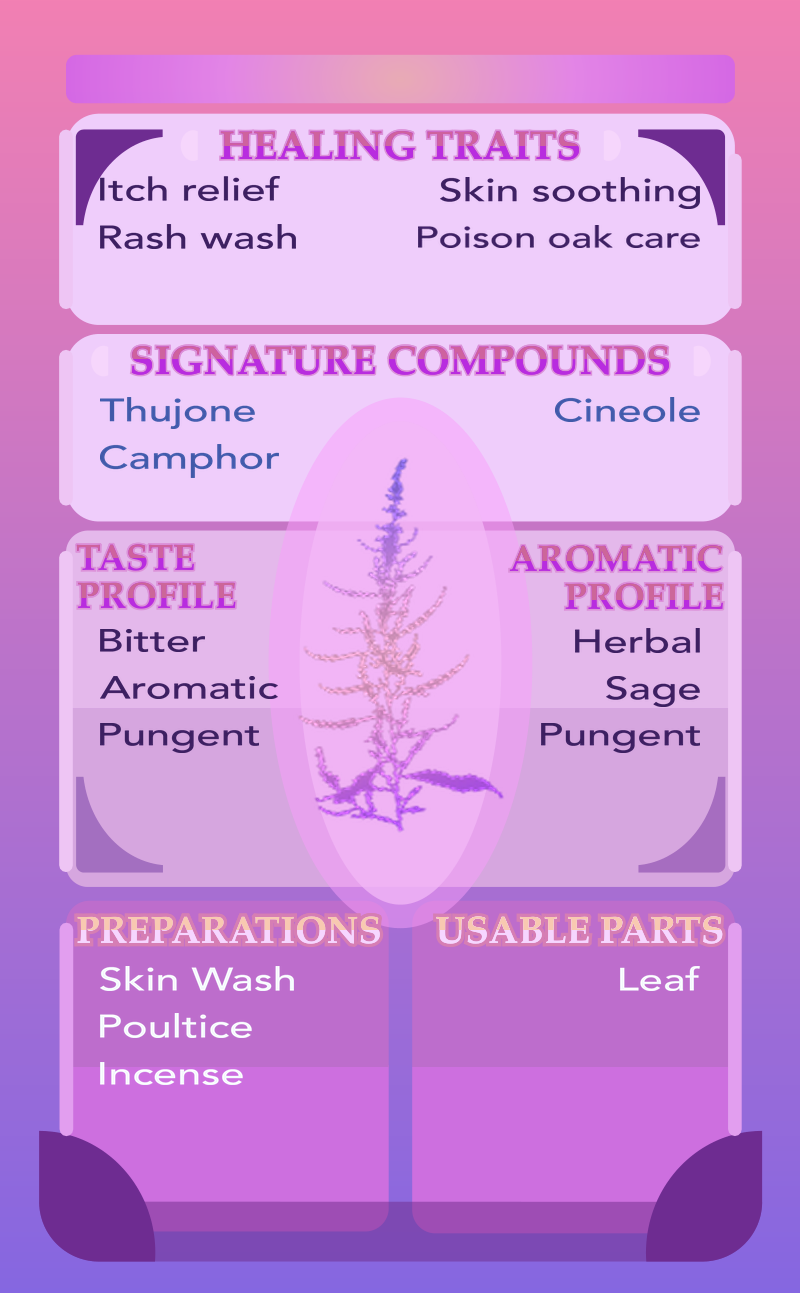 HEALING TRAITS
Itch relief
Skin soothing
Rash wash
Poison oak care
SIGNATURE COMPOUNDS
Thujone
Cineole
Camphor
TASTE
PROFILE
Bitter
Aromatic
Pungent
AROMATIC
PROFILE
Herbal
Sage
Pungent
PREPARATIONS
Skin Wash
Poultice
Incense
USABLE PARTS
Leaf